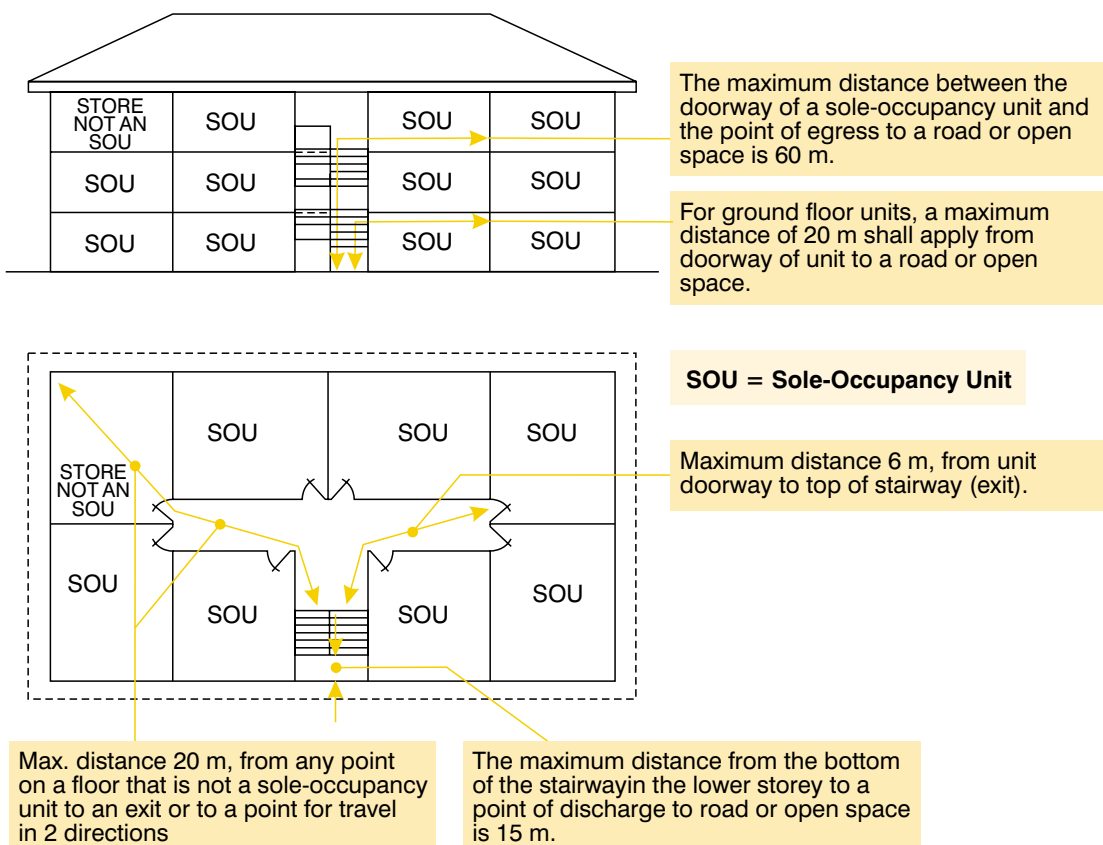 The maximum distance between the
doorway of a sole-occupancy unit and
the point of egress to a road or open
space is 60 m.
STORE
NOT AN
SOU
SOU
SOU
SOU
SOU
SOU
SOU
SOU
SOU
SOU
SOU
SOU
For ground floor units, a maximum
distance of 20 m shall apply from
doorway of unit to a road or open
space.
SOU = Sole-Occupancy Unit
SOU
SOU
SOU
STORE
NOT AN
SOU
Maximum distance 6 m, from unit
doorway to top of stairway (exit).
SOU
SOU
SOU
SOU
Max. distance 20 m, from any point
on a floor that is not a sole-occupancy
unit to an exit or to a point for travel
in 2 directions
The maximum distance from the bottom
of the stairwayin the lower storey to a
point of discharge to road or open space
is 15 m.